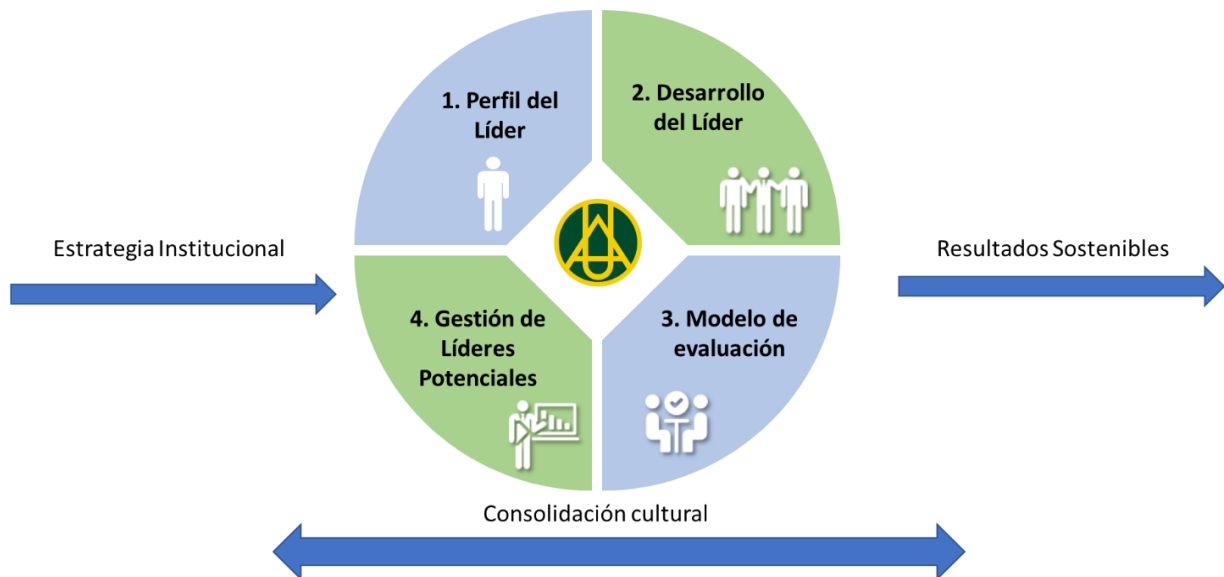 1. Perfil del
Líder
2. Desarrollo
del Líder
Estrategia Institucional
Resultados Sostenibles
4. Gestión de
Líderes
Potenciales
3. Modelo de
evaluación
Consolidación cultural